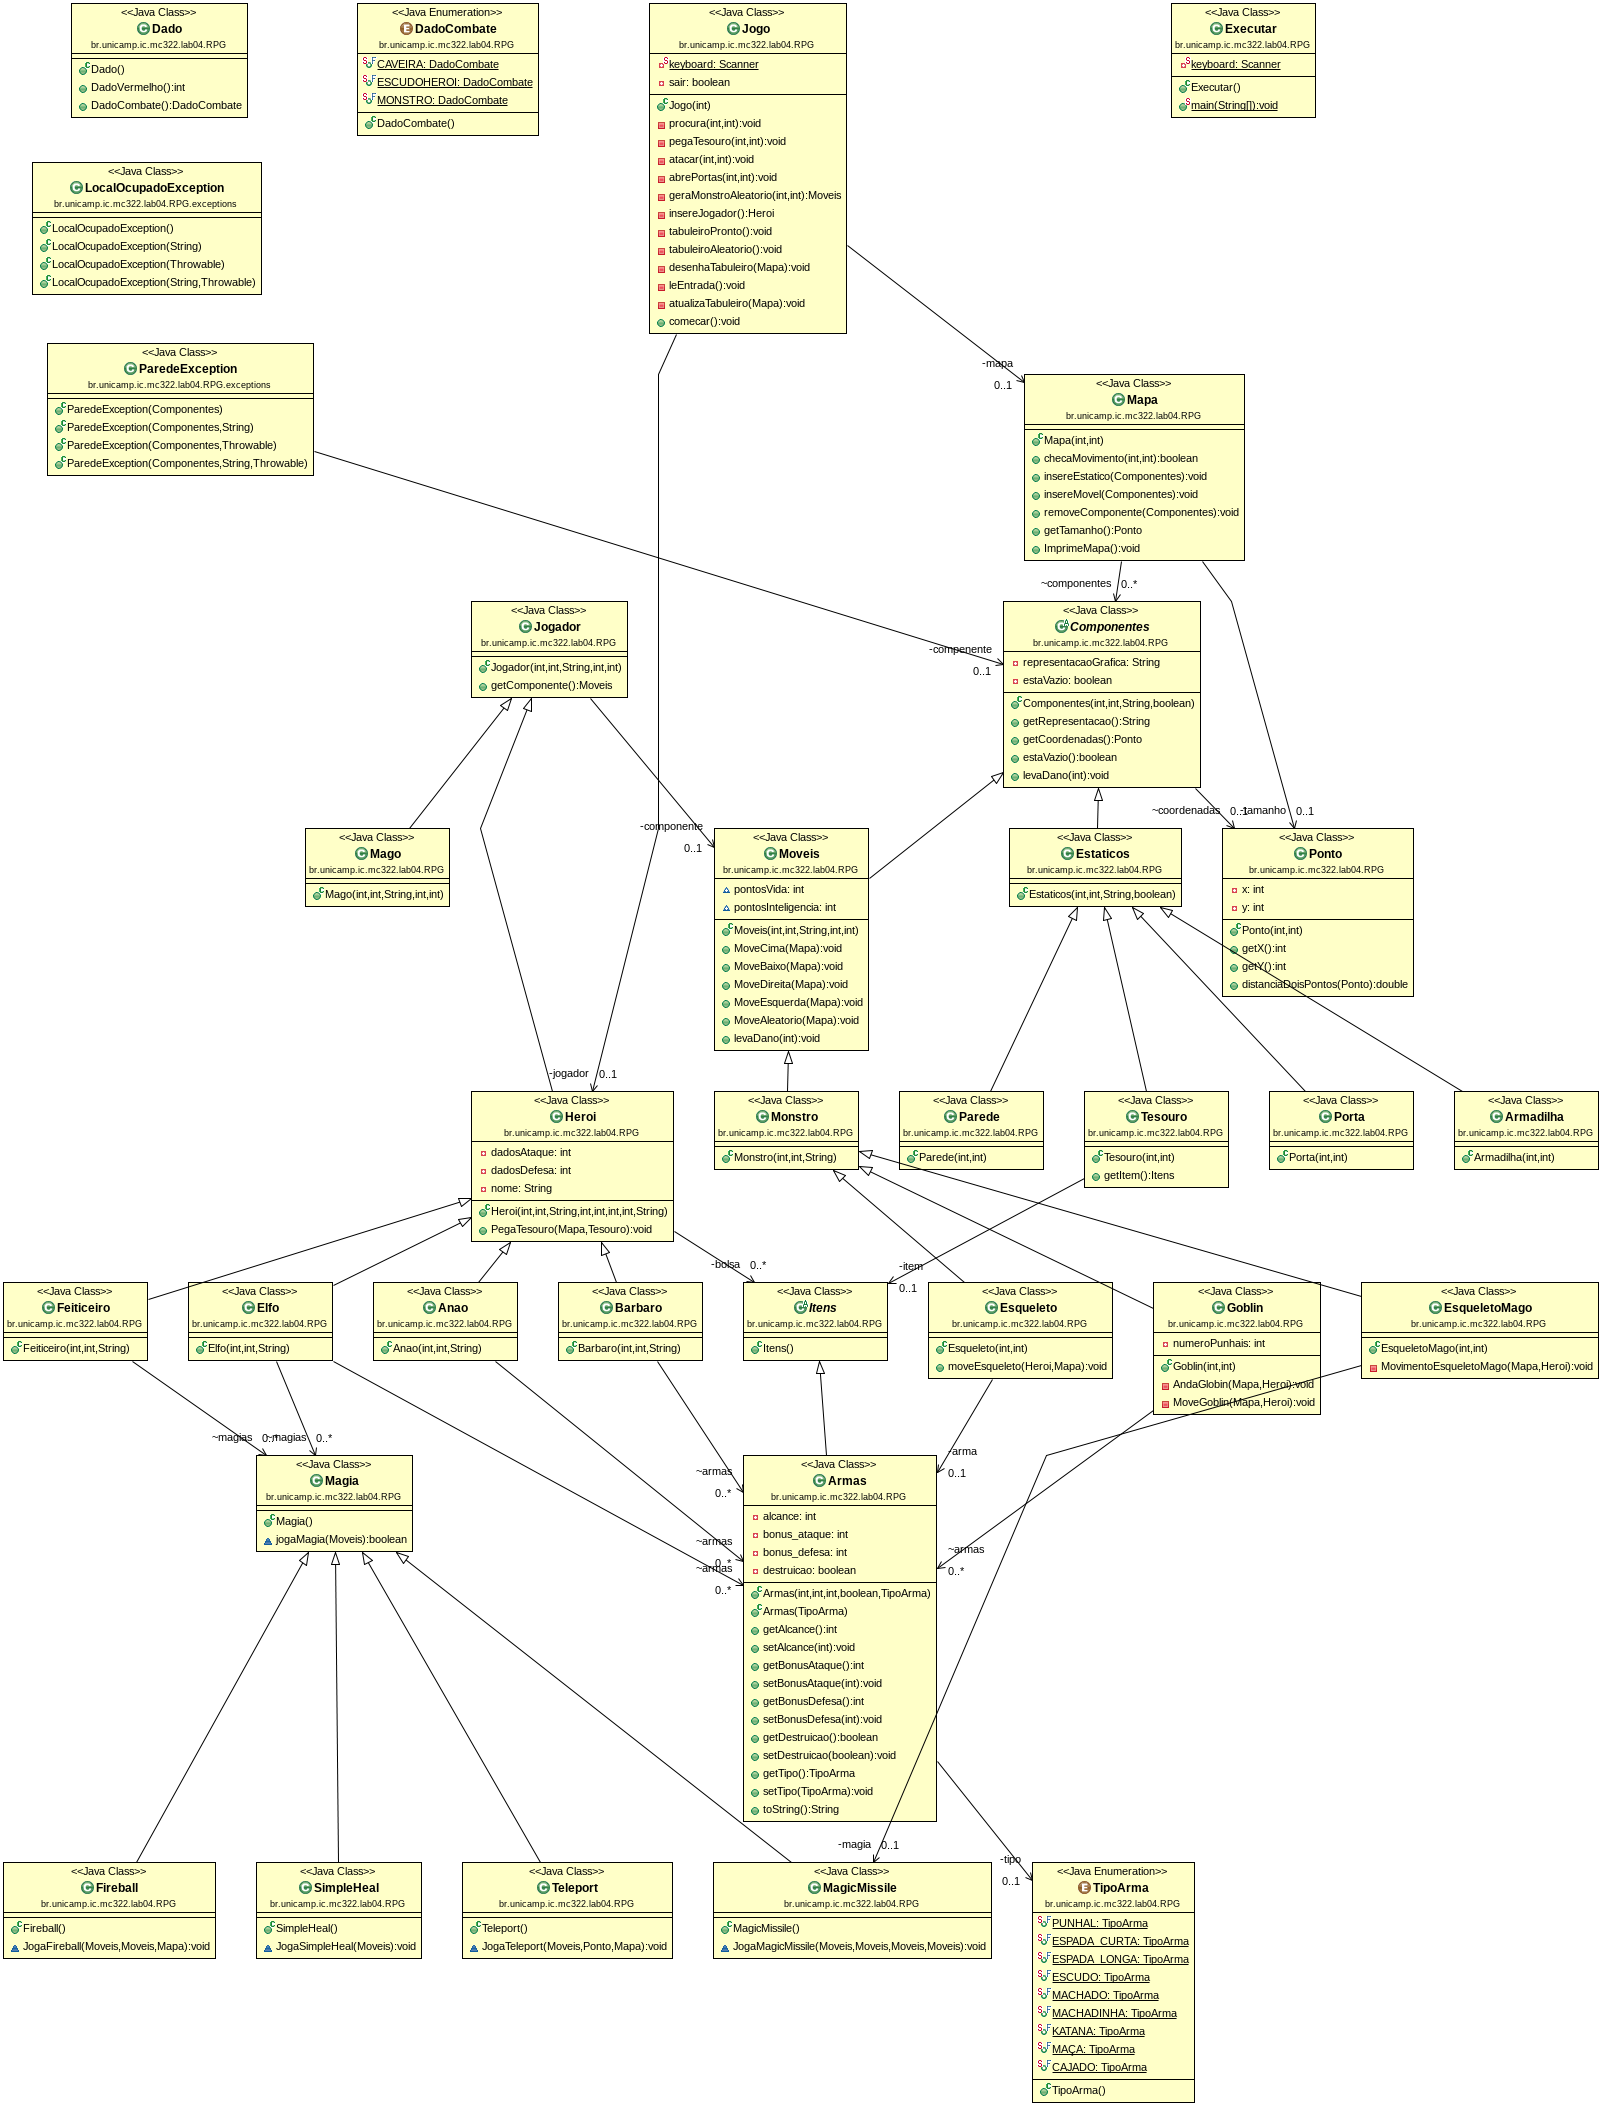 <<Java Class>>
Dado
br.unicamp.ic.mc322.lab04.RPG
Dado()
DadoVermelho():int
DadoCombate():DadoCombate
<<Java Enumeration>>
DadoCombate
br.unicamp.ic.mc322.lab04.RPG
CAVEIRA: DadoCombate
ESCUDOHEROI: DadoCombate
MONSTRO: DadoCombate
DadoCombate()
<<Java Class>>
Jogo
br.unicamp.ic.mc322.lab04.RPG
keyboard: Scanner
sair: boolean
Jogo(int)
procura(int,int):void
pegaTesouro(int,int):void
atacar(int,int):void
abrePortas(int,int):void
geraMonstroAleatorio(int,int):Moveis
insereJogador():Heroi
tabuleiroPronto():void
tabuleiroAleatorio():void
desenhaTabuleiro(Mapa):void
leEntrada():void
atualizaTabuleiro(Mapa):void
comecar():void
<<Java Class>>
Executar
br.unicamp.ic.mc322.lab04.RPG
keyboard: Scanner
Executar()
main(String[]):void
<<Java Class>>
LocalOcupadoException
br.unicamp.ic.mc322.lab04.RPG.exceptions
LocalOcupadoException()
LocalOcupadoException(String)
LocalOcupadoException(Throwable)
LocalOcupadoException(String,Throwable)
<<Java Class>>
ParedeException
br.unicamp.ic.mc322.lab04.RPG.exceptions
ParedeException(Componentes)
ParedeException(Componentes,String)
ParedeException(Componentes,Throwable)
ParedeException(Componentes,String,Throwable)
-mapa
0..1
<<Java Class>>
Mapa
br.unicamp.ic.mc322.lab04.RPG
Mapa(int,int)
checaMovimento(int,int):boolean
insereEstatico(Componentes):void
insereMovel(Componentes):void
removeComponente(Componentes):void
getTamanho():Ponto
ImprimeMapa():void
~componentes
0..*
<<Java Class>>
Jogador
br.unicamp.ic.mc322.lab04.RPG
Jogador(int,int,String,int,int)
getComponente():Moveis
-compenente
0..1
<<Java Class>>
Componentes
br.unicamp.ic.mc322.lab04.RPG
representacaoGrafica: String
estaVazio: boolean
Componentes(int,int,String,boolean)
getRepresentacao():String
getCoordenadas():Ponto
estaVazio():boolean
levaDano(int):void
~coordenadas
0..1
-tamanho
0..1
<<Java Class>>
Mago
br.unicamp.ic.mc322.lab04.RPG
Mago(int,int,String,int,int)
-componente
0..1
<<Java Class>>
Moveis
br.unicamp.ic.mc322.lab04.RPG
pontosVida: int
pontosInteligencia: int
Moveis(int,int,String,int,int)
MoveCima(Mapa):void
MoveBaixo(Mapa):void
MoveDireita(Mapa):void
MoveEsquerda(Mapa):void
MoveAleatorio(Mapa):void
levaDano(int):void
<<Java Class>>
Estaticos
br.unicamp.ic.mc322.lab04.RPG
Estaticos(int,int,String,boolean)
<<Java Class>>
Ponto
br.unicamp.ic.mc322.lab04.RPG
x: int
y: int
Ponto(int,int)
getX():int
getY():int
distanciaDoisPontos(Ponto):double
-jogador
0..1
<<Java Class>>
Heroi
br.unicamp.ic.mc322.lab04.RPG
dadosAtaque: int
dadosDefesa: int
nome: String
Heroi(int,int,String,int,int,int,int,String)
PegaTesouro(Mapa,Tesouro):void
<<Java Class>>
Monstro
br.unicamp.ic.mc322.lab04.RPG
Monstro(int,int,String)
<<Java Class>>
Parede
br.unicamp.ic.mc322.lab04.RPG
Parede(int,int)
<<Java Class>>
Tesouro
br.unicamp.ic.mc322.lab04.RPG
Tesouro(int,int)
getItem():Itens
<<Java Class>>
Porta
br.unicamp.ic.mc322.lab04.RPG
Porta(int,int)
<<Java Class>>
Armadilha
br.unicamp.ic.mc322.lab04.RPG
Armadilha(int,int)
-bolsa
0..*
-item
0..1
<<Java Class>>
Feiticeiro
br.unicamp.ic.mc322.lab04.RPG
Feiticeiro(int,int,String)
<<Java Class>>
Elfo
br.unicamp.ic.mc322.lab04.RPG
Elfo(int,int,String)
<<Java Class>>
Anao
br.unicamp.ic.mc322.lab04.RPG
Anao(int,int,String)
<<Java Class>>
Barbaro
br.unicamp.ic.mc322.lab04.RPG
Barbaro(int,int,String)
<<Java Class>>
Itens
br.unicamp.ic.mc322.lab04.RPG
Itens()
<<Java Class>>
Esqueleto
br.unicamp.ic.mc322.lab04.RPG
Esqueleto(int,int)
moveEsqueleto(Heroi,Mapa):void
<<Java Class>>
Goblin
br.unicamp.ic.mc322.lab04.RPG
numeroPunhais: int
Goblin(int,int)
AndaGlobin(Mapa,Heroi):void
MoveGoblin(Mapa,Heroi):void
<<Java Class>>
EsqueletoMago
br.unicamp.ic.mc322.lab04.RPG
EsqueletoMago(int,int)
MovimentoEsqueletoMago(Mapa,Heroi):void
~magias
0..*
~magias
0..*
<<Java Class>>
Magia
br.unicamp.ic.mc322.lab04.RPG
Magia()
jogaMagia(Moveis):boolean
~armas
0..*
~armas
0..*
~armas
0..*
-arma
0..1
~armas
0..*
<<Java Class>>
Armas
br.unicamp.ic.mc322.lab04.RPG
alcance: int
bonus_ataque: int
bonus_defesa: int
destruicao: boolean
Armas(int,int,int,boolean,TipoArma)
Armas(TipoArma)
getAlcance():int
setAlcance(int):void
getBonusAtaque():int
setBonusAtaque(int):void
getBonusDefesa():int
setBonusDefesa(int):void
getDestruicao():boolean
setDestruicao(boolean):void
getTipo():TipoArma
setTipo(TipoArma):void
toString():String
-magia
0..1
-tipo
0..1
<<Java Class>>
Fireball
br.unicamp.ic.mc322.lab04.RPG
Fireball()
JogaFireball(Moveis,Moveis,Mapa):void
<<Java Class>>
SimpleHeal
br.unicamp.ic.mc322.lab04.RPG
SimpleHeal()
JogaSimpleHeal(Moveis):void
<<Java Class>>
Teleport
br.unicamp.ic.mc322.lab04.RPG
Teleport()
JogaTeleport(Moveis,Ponto,Mapa):void
<<Java Class>>
MagicMissile
br.unicamp.ic.mc322.lab04.RPG
MagicMissile()
JogaMagicMissile(Moveis,Moveis,Moveis,Moveis):void
<<Java Enumeration>>
TipoArma
br.unicamp.ic.mc322.lab04.RPG
PUNHAL: TipoArma
ESPADA_CURTA: TipoArma
ESPADA_LONGA: TipoArma
ESCUDO: TipoArma
MACHADO: TipoArma
MACHADINHA: TipoArma
KATANA: TipoArma
MAÇA: TipoArma
CAJADO: TipoArma
TipoArma()